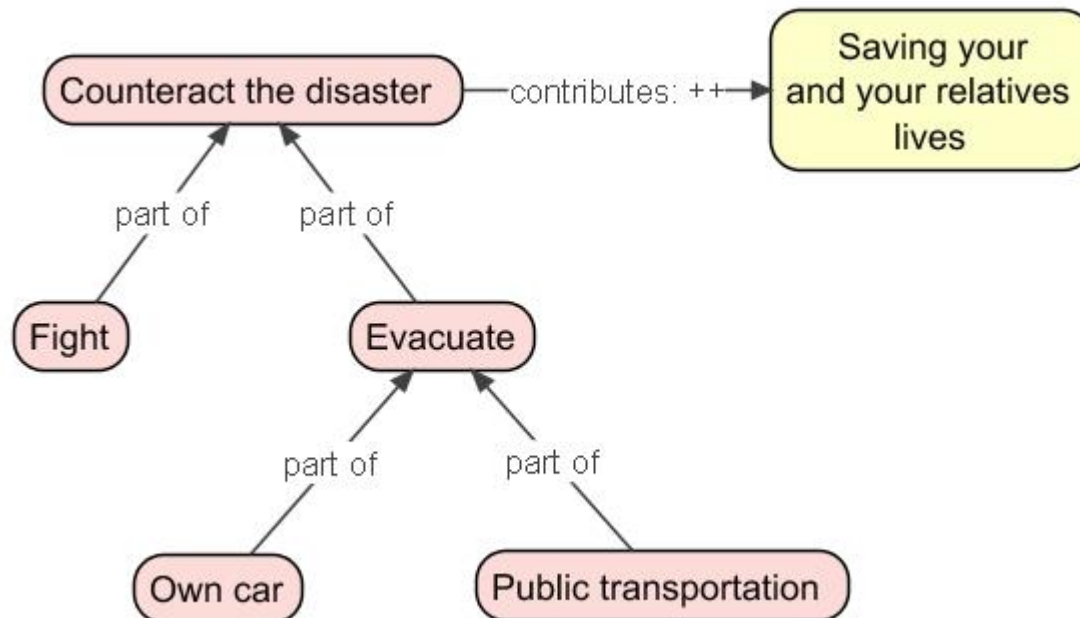 Saving your
and your relatives
lives
Counteract the disaster
contributes: ++
part of
part of
Fight
Evacuate
part of
part of
Own car
Public transportation